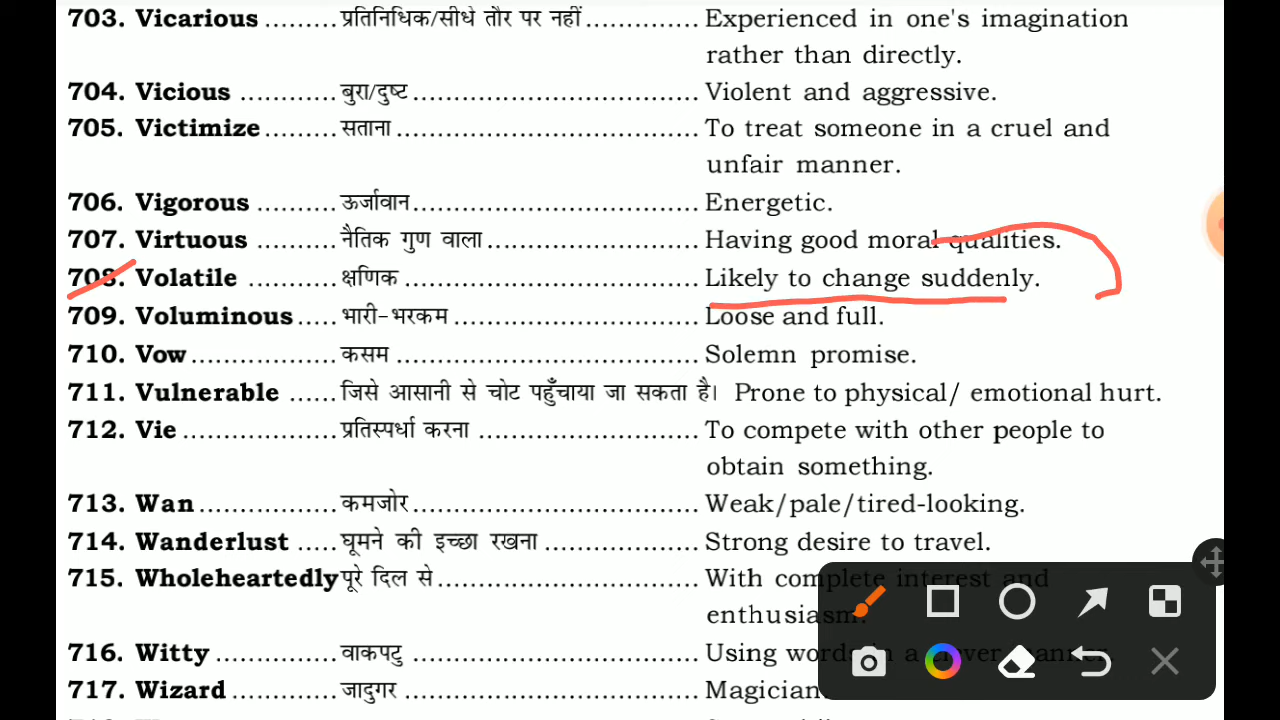 703. Vicarious ........... प्रतिनिधिक/सीधे तौर पर नहीं ............. Experienced in one's imagination
rather than directly.
704. Vicious ............ बुरा/दुष्ट ................................. Violent and aggressive.
705. Victimize ......... सताना ................................... To treat someone in a cruel and
unfair manner.
706. Vigorous .......... ऊर्जावान ................................. Energetic.
707. Virtuous .......... नैतिक गुण वाला ......................... Having good moral qualities.
708. Volatile ........... क्षणिक .................................. Likely to change suddenly.
709. Voluminous ..... भारी-भरकम ............................ Loose and full.
710. Vow ................. कसम ................................... Solemn promise.
711. Vulnerable ...... जिसे आसानी से चोट पहुँचाया जा सकता है। Prone to physical/ emotional hurt.
712. Vie .................. प्रतिस्पर्धा करना ......................... To compete with other people to
obtain something.
713. Wan ................ कमजोर ................................. Weak/pale/tired-looking.
714. Wanderlust ..... घूमने की इच्छा रखना .................. Strong desire to travel.
715. Wholeheartedly पूरे दिल से .............................. With complete interest and
enthusiasm.
716. Witty .............. वाकपटु ................................. Using words in a clever manner.
717. Wizard ............ जादुगर .................................. Magician